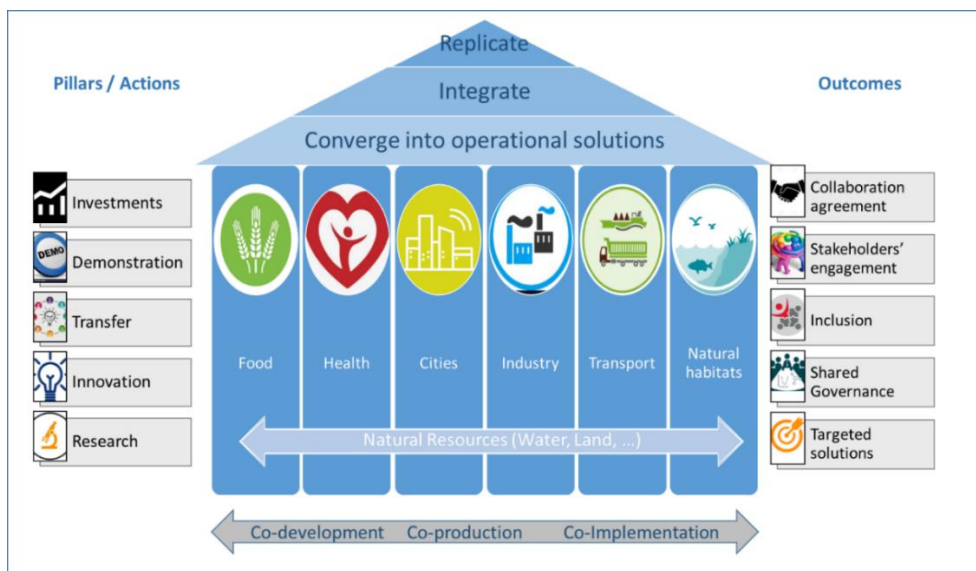 Replicate
Integrate
Converge into operational solutions
Pillars / Actions
Investments
DEMO
Demonstration
Transfer
Innovation
Research
Food
Health
Cities
Industry
Transport
Natural
habitats
Natural Resources (Water, Land, ...)
Co-development
Co-production
Co-Implementation
Outcomes
Collaboration
agreement
Stakeholders'
engagement
Inclusion
Shared
Governance
Targeted
solutions